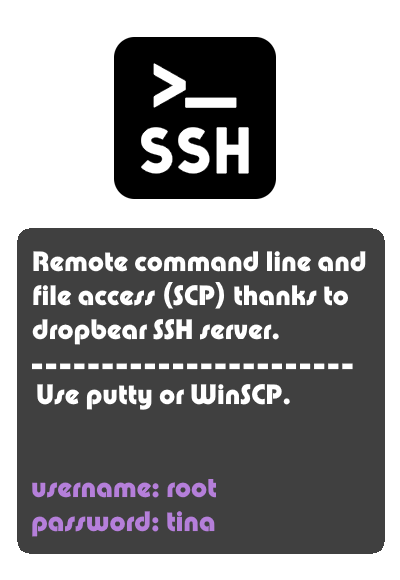 >_
SSH
Remote command line and
file access (SCP) thanks to
dropbear SSH server.
------------------------
Use putty or WinSCP.
username: root
password: tina